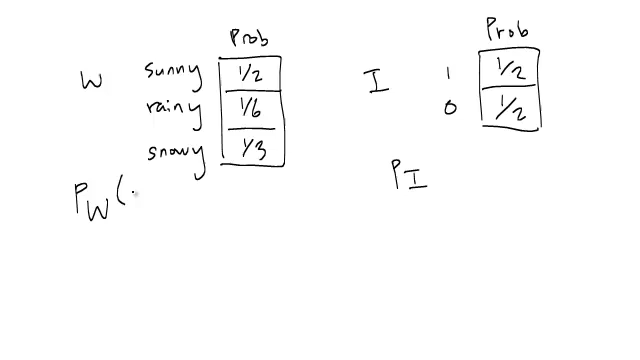 Prob
W sunny 1/2
rainy 1/6
snowy 1/3
P_W(.
Prob
I 1 1/2
0 1/2
P_I